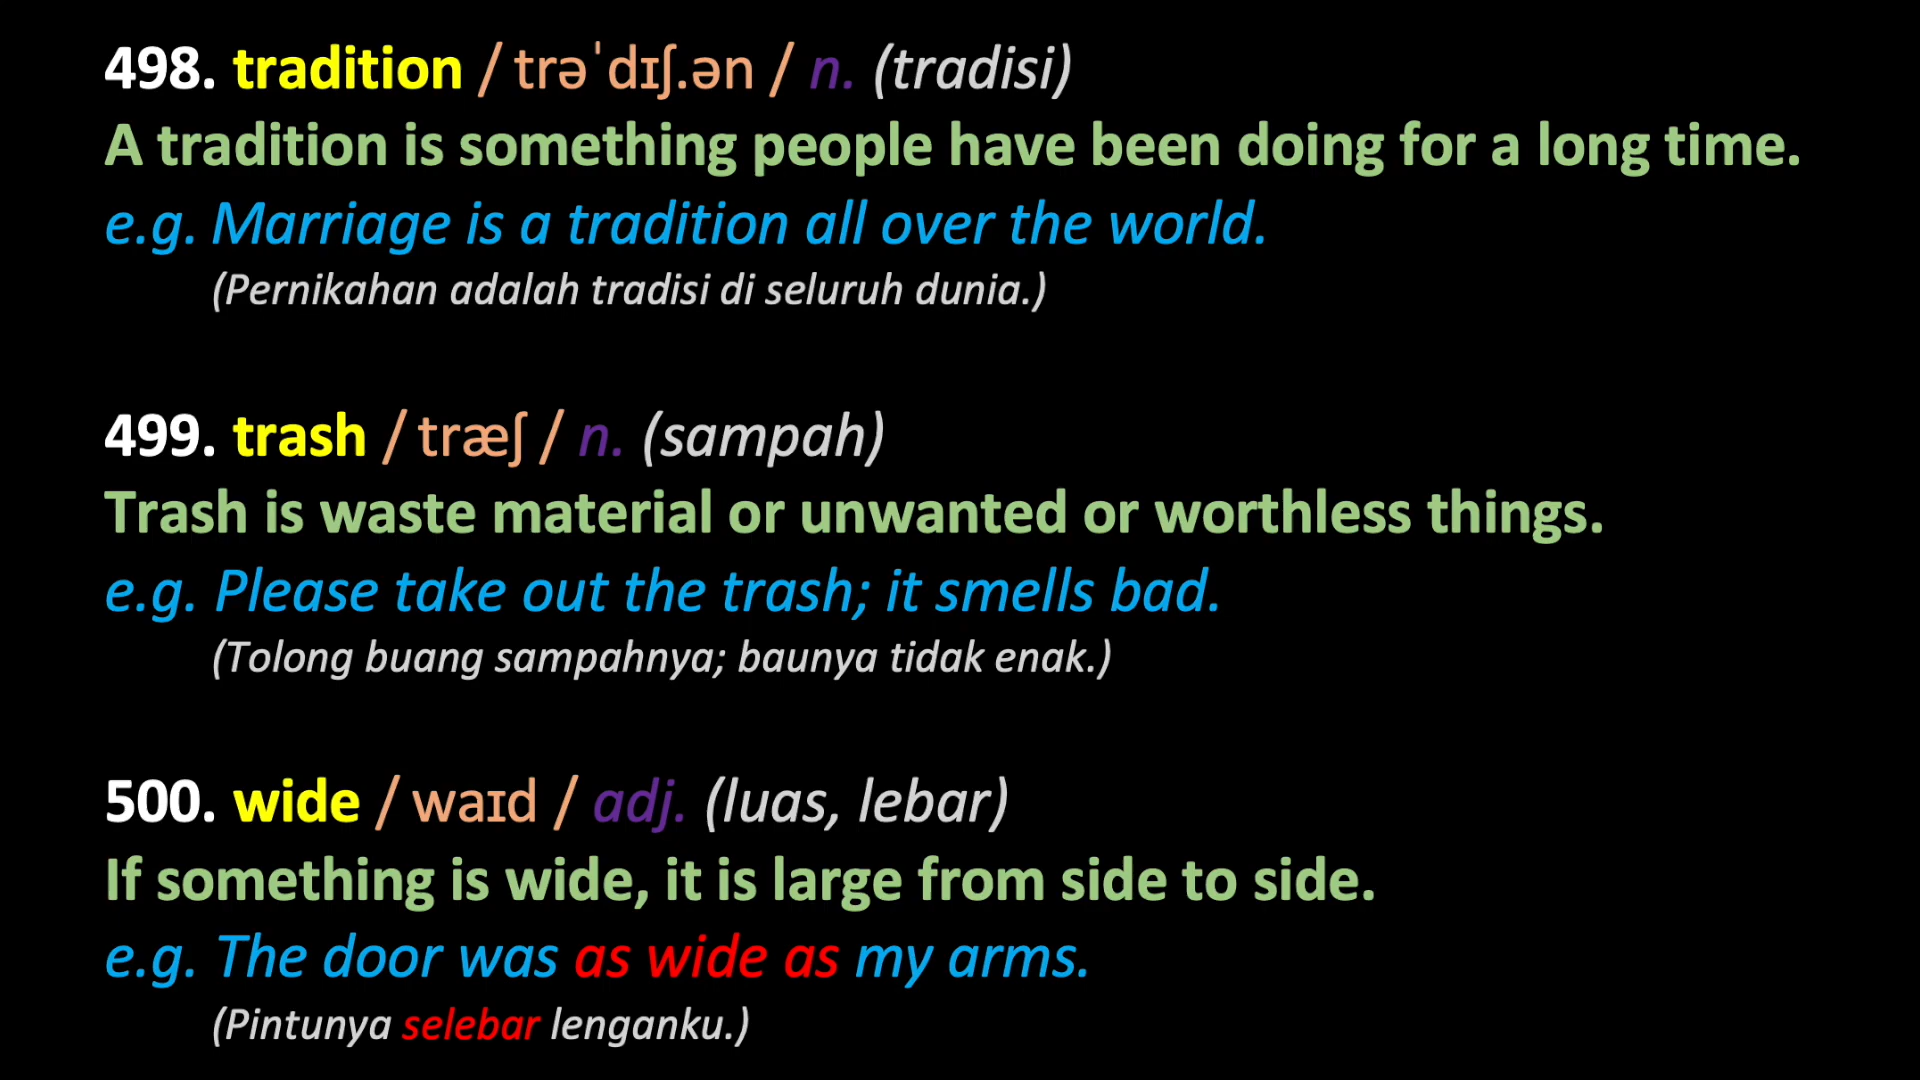 498. tradition / trəˈdɪʃ.ən / n. (tradisi)
A tradition is something people have been doing for a long time.
e.g. Marriage is a tradition all over the world.
(Pernikahan adalah tradisi di seluruh dunia.)
499. trash / træʃ / n. (sampah)
Trash is waste material or unwanted or worthless things.
e.g. Please take out the trash; it smells bad.
(Tolong buang sampahnya; baunya tidak enak.)
500. wide / waɪd / adj. (luas, lebar)
If something is wide, it is large from side to side.
e.g. The door was as wide as my arms.
(Pintunya selebar lenganku.)